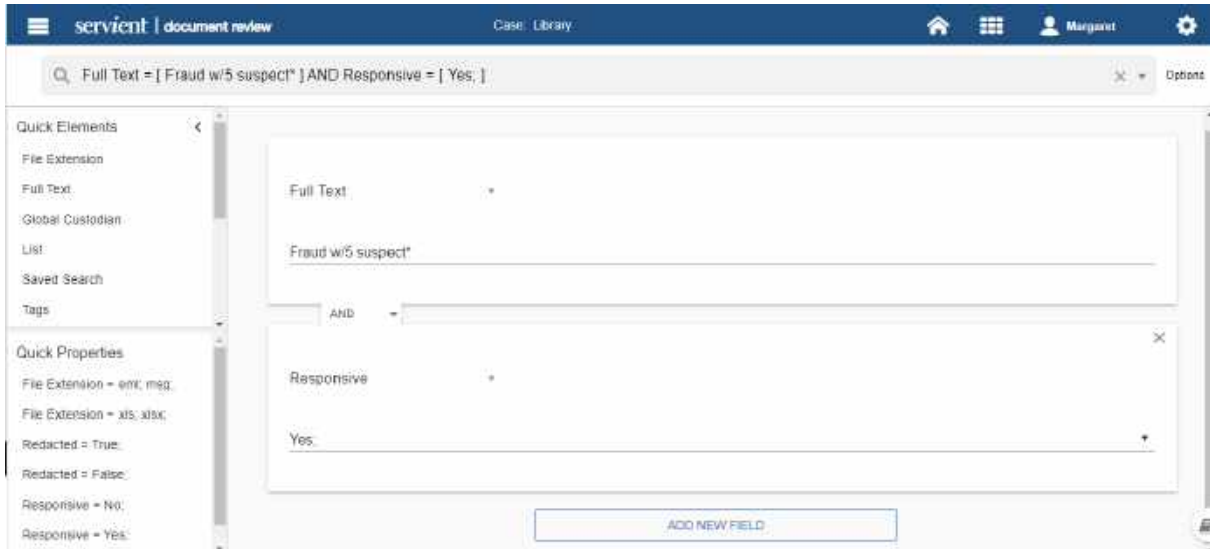 servient | document review
Case: Library
Margaret
Full Text = [ Fraud w/5 suspect* ] AND Responsive = [ Yes; ]
Options
Quick Elements
File Extension
Full Text
Global Custodian
List
Saved Search
Tags
Quick Properties
File Extension = eml; msg;
File Extension = xls; xlsx;
Redacted = True;
Redacted = False;
Responsive = No;
Responsive = Yes;
Full Text
Fraud w/5 suspect*
AND
Responsive
Yes;
ADD NEW FIELD